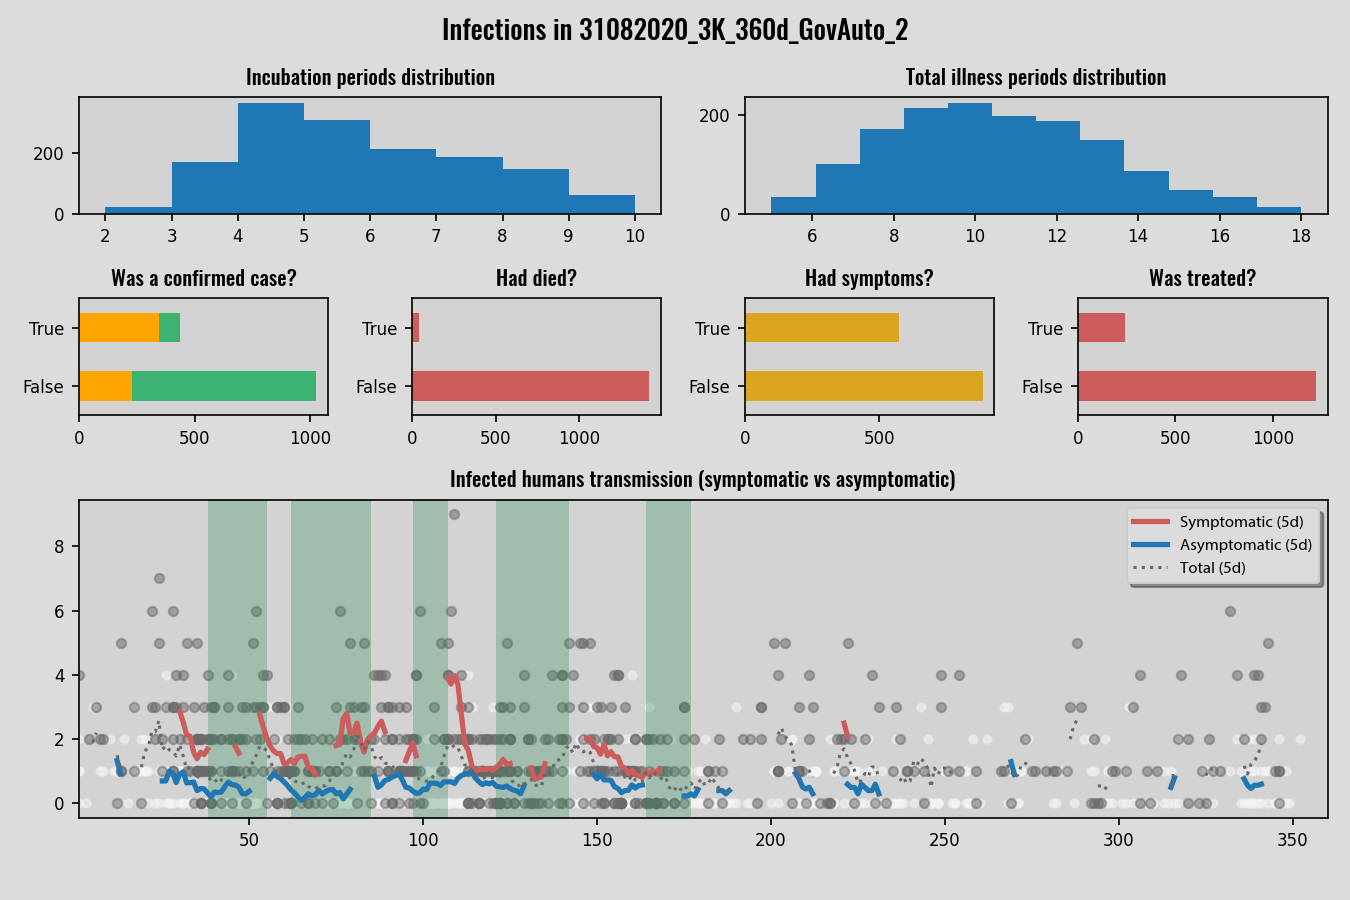 Infections in 31082020_3K_360d_GovAuto_2
Incubation periods distribution
200
0
2 3 4 5 6 7 8 9 10
Total illness periods distribution
200
0
6 8 10 12 14 16 18
Was a confirmed case?
True
False
0 500 1000
Had died?
True
False
0 500 1000
Had symptoms?
True
False
0 500
Was treated?
True
False
0 500 1000
Infected humans transmission (symptomatic vs asymptomatic)
Symptomatic (5d)
Asymptomatic (5d)
Total (5d)
8
6
4
2
0
50 100 150 200 250 300 350